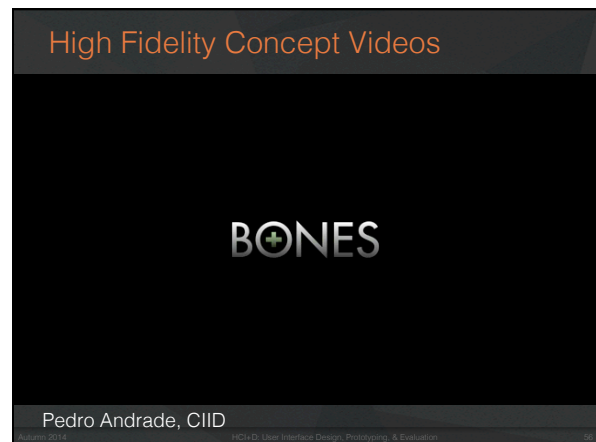 High Fidelity Concept Videos
BONES
Pedro Andrade, CIID
Autumn 2014
HCI+D: User Interface Design, Prototyping, & Evaluation
56